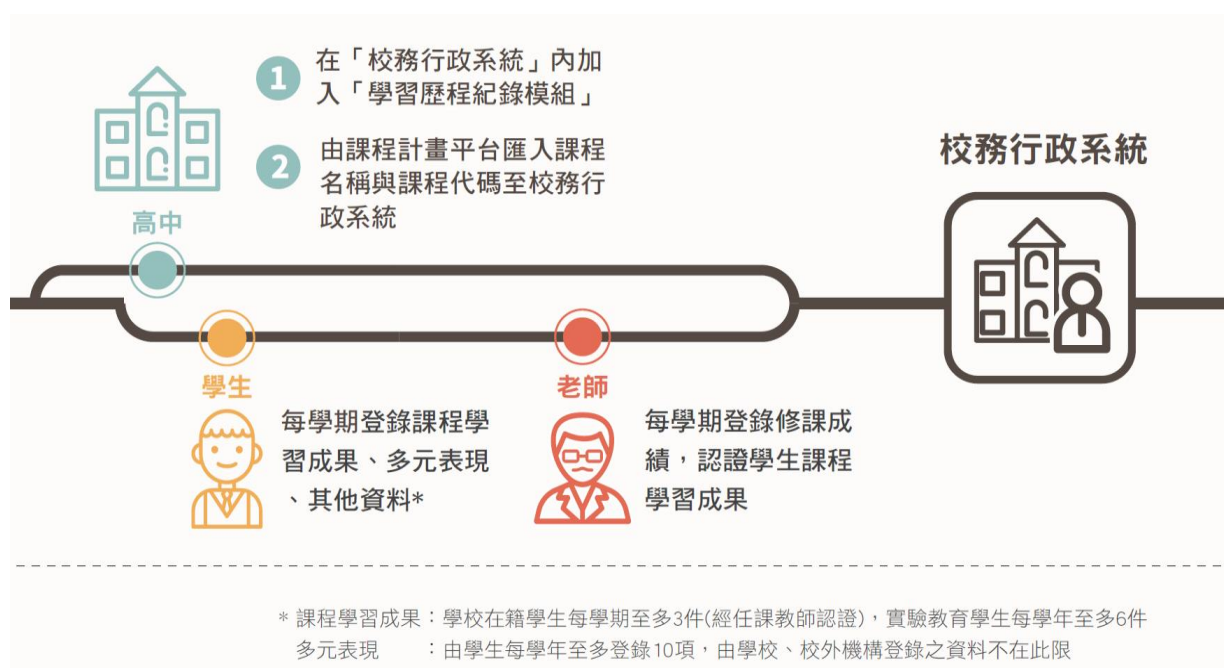 1
在「校務行政系統」內加
入「學習歷程紀錄模組」
2
由課程計畫平台匯入課程
名稱與課程代碼至校務行
政系統
高中
校務行政系統
學生
每學期登錄課程學
習成果、多元表現
、其他資料*
老師
每學期登錄修課成
績，認證學生課程
學習成果
* 課程學習成果：學校在籍學生每學期至多3件(經任課教師認證)，實驗教育學生每學年至多6件
多元表現　　：由學生每學年至多登錄10項，由學校、校外機構登錄之資料不在此限